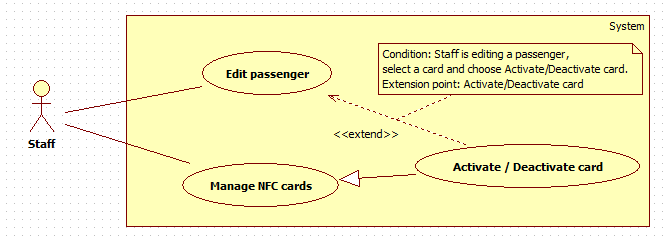 System
Condition: Staff is editing a passenger,
select a card and choose Activate/Deactivate card.
Extension point: Activate/Deactivate card
Edit passenger
<<extend>>
Staff
Activate / Deactivate card
Manage NFC cards